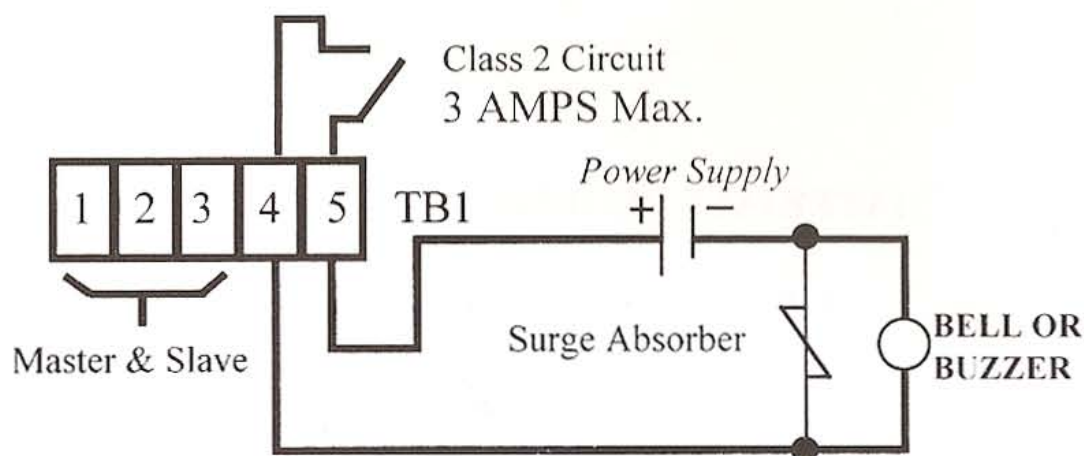 Class 2 Circuit
3 AMPS Max.
Power Supply
+ −
1 2 3 4 5 TB1
Master & Slave
Surge Absorber
BELL OR
BUZZER